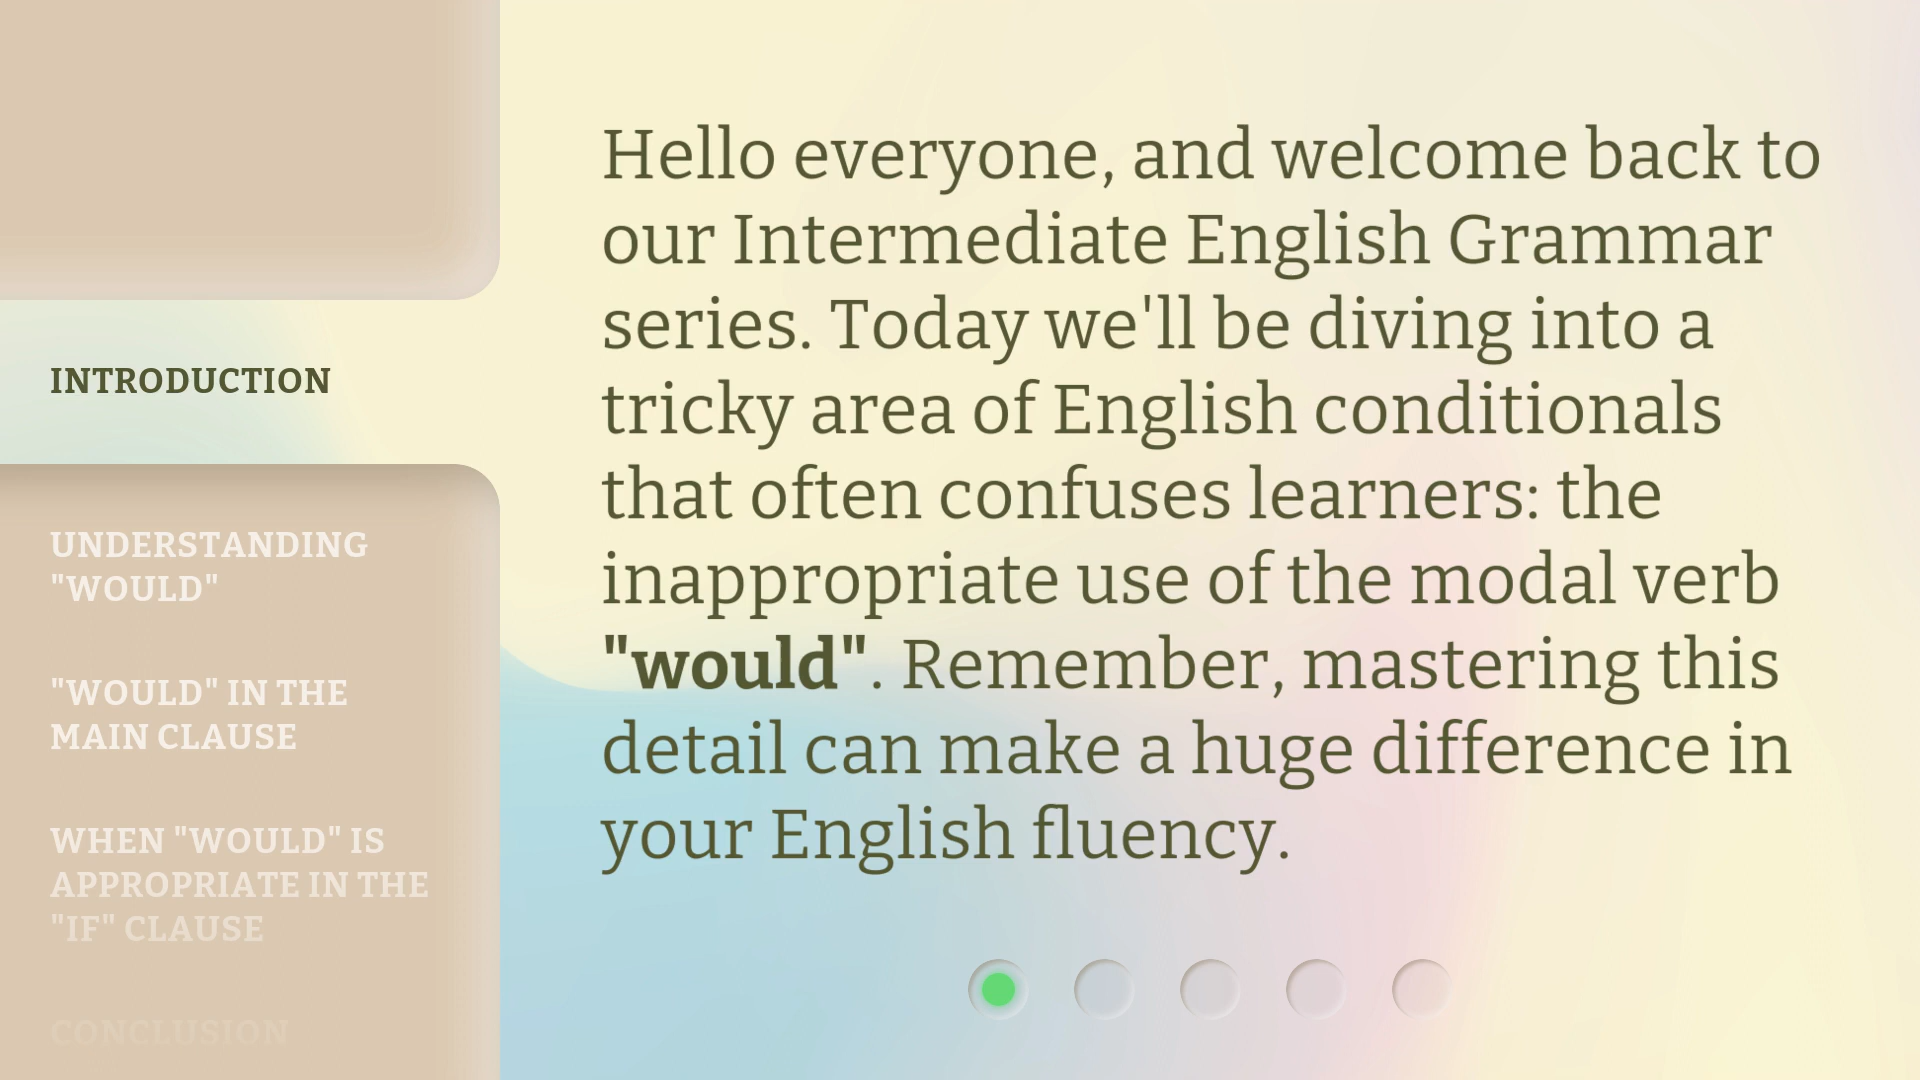 INTRODUCTION
UNDERSTANDING
"WOULD"
"WOULD" IN THE
MAIN CLAUSE
WHEN "WOULD" IS
APPROPRIATE IN THE
"IF" CLAUSE
CONCLUSION
Hello everyone, and welcome back to
our Intermediate English Grammar
series. Today we'll be diving into a
tricky area of English conditionals
that often confuses learners: the
inappropriate use of the modal verb
"would". Remember, mastering this
detail can make a huge difference in
your English fluency.